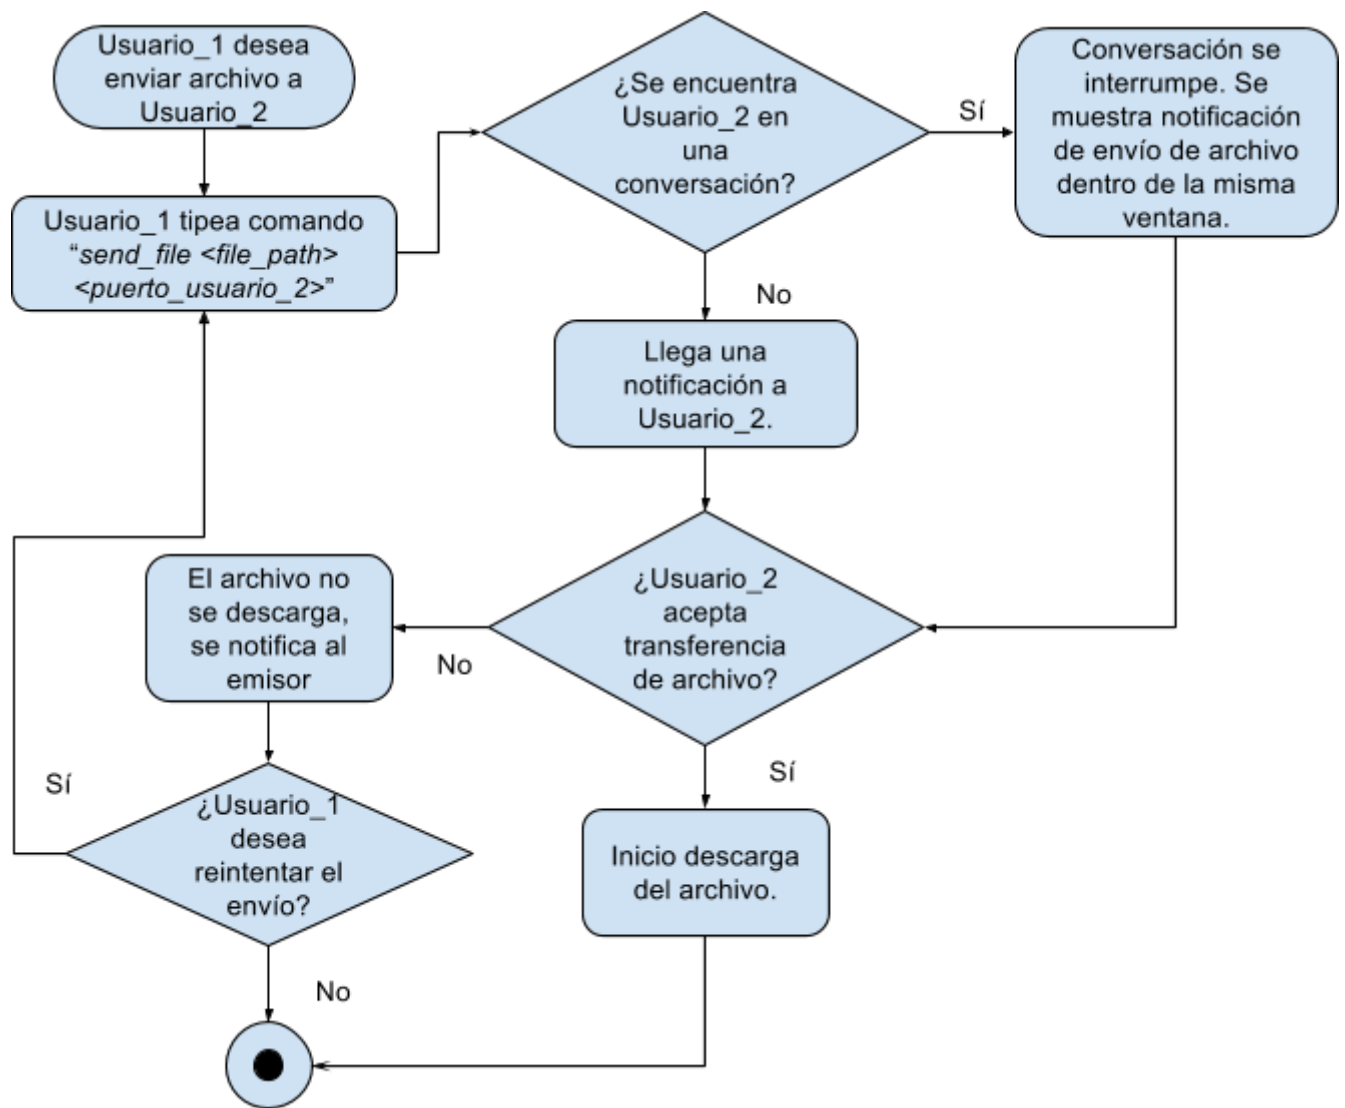 Usuario_1 desea
enviar archivo a
Usuario_2
Usuario_1 tipea comando
“send_file <file_path>
<puerto_usuario_2>”
¿Se encuentra
Usuario_2 en
una
conversación?
Sí
Conversación se
interrumpe. Se
muestra notificación
de envío de archivo
dentro de la misma
ventana.
No
Llega una
notificación a
Usuario_2.
¿Usuario_2
acepta
transferencia
de archivo?
No
El archivo no
se descarga,
se notifica al
emisor
Sí
Inicio descarga
del archivo.
¿Usuario_1
desea
reintentar el
envío?
Sí
No